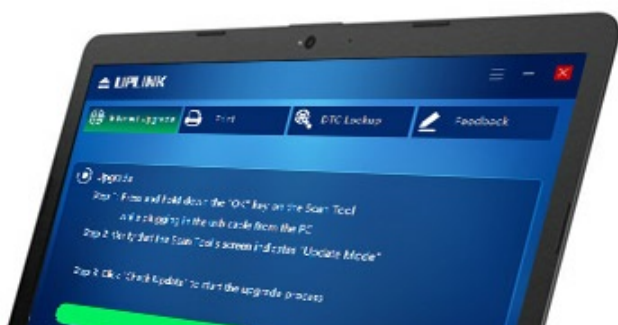 UPLINK
Upgrade
Print
DTC Lookup
Feedback
Upgrade
Step 1: Press and hold down the "OK" key on the Scan Tool
while plugging in the usb cable from the PC
Step 2: Verify that the Scan Tool's screen indicates "Update Mode"
Step 3: Click "Check Update" to start the upgrade process